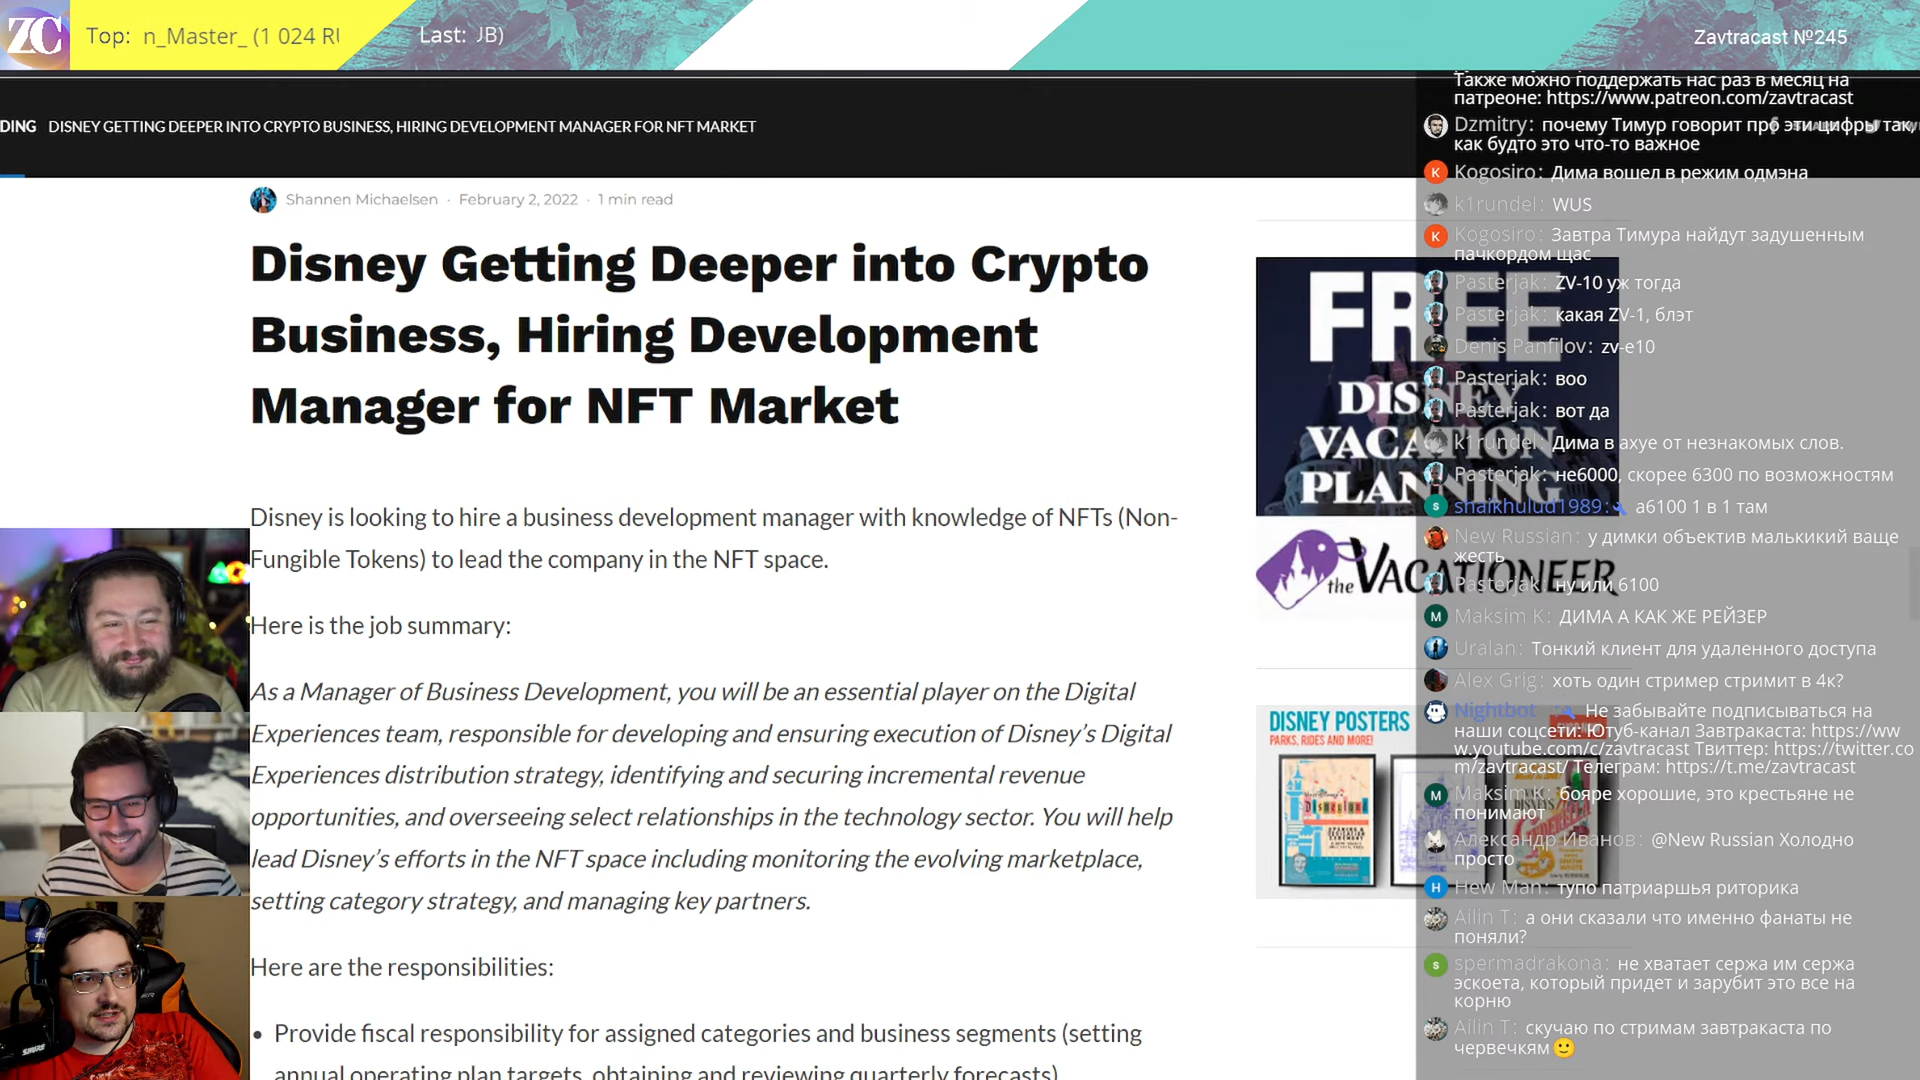 ZC
Top: n_Master_ (1 024 RU
Last: JB)
Zavtracast №245
DING DISNEY GETTING DEEPER INTO CRYPTO BUSINESS, HIRING DEVELOPMENT MANAGER FOR NFT MARKET
Shannen Michaelsen · February 2, 2022 · 1 min read
Disney Getting Deeper into Crypto
Business, Hiring Development
Manager for NFT Market
Disney is looking to hire a business development manager with knowledge of NFTs (Non-
Fungible Tokens) to lead the company in the NFT space.
Here is the job summary:
As a Manager of Business Development, you will be an essential player on the Digital
Experiences team, responsible for developing and ensuring execution of Disney's Digital
Experiences distribution strategy, identifying and securing incremental revenue
opportunities, and overseeing select relationships in the technology sector. You will help
lead Disney's efforts in the NFT space including monitoring the evolving marketplace,
setting category strategy, and managing key partners.
Here are the responsibilities:
• Provide fiscal responsibility for assigned categories and business segments (setting
annual operating plan targets, obtaining and reviewing quarterly forecasts)
FREE
DISNEY
VACATION
PLANNING
the VACATIONEER
DISNEY POSTERS
PARKS, RIDES AND MORE!
Также можно поддержать нас раз в месяц на
патреоне: https://www.patreon.com/zavtracast
Dzmitry: почему Тимур говорит про эти цифры так,
как будто это что-то важное
Kogosiro: Дима вошел в режим одмэна
k1rundel: WUS
Kogosiro: Завтра Тимура найдут задушенным
пачкордом щас
Pasterjak: ZV-10 уж тогда
Pasterjak: какая ZV-1, блэт
Denis Panfilov: zv-e10
Pasterjak: воо
Pasterjak: вот да
k1rundel: Дима в ахуе от незнакомых слов.
Pasterjak: не6000, скорее 6300 по возможностям
shaikhulud1989: а6100 1 в 1 там
New Russian: у димки объектив малькикий ваще
жесть
Pasterjak: ну или 6100
Maksim K: ДИМА А КАК ЖЕ РЕЙЗЕР
Uralan: Тонкий клиент для удаленного доступа
Alex Grig: хоть один стример стримит в 4к?
Nightbot Не забывайте подписываться на
наши соцсети: Ютуб-канал Завтракаста: https://ww
w.youtube.com/c/zavtracast Твиттер: https://twitter.co
m/zavtracast/ Телеграм: https://t.me/zavtracast
Maksim K: бояре хорошие, это крестьяне не
понимают
Александр Иванов: @New Russian Холодно
просто
Hew Man: тупо патриаршья риторика
Ailin T: а они сказали что именно фанаты не
поняли?
spermadrakona: не хватает сержа им сержа
эскоета, который придет и зарубит это все на
корню
Ailin T: скучаю по стримам завтракаста по
червечкям🙂
SHURE